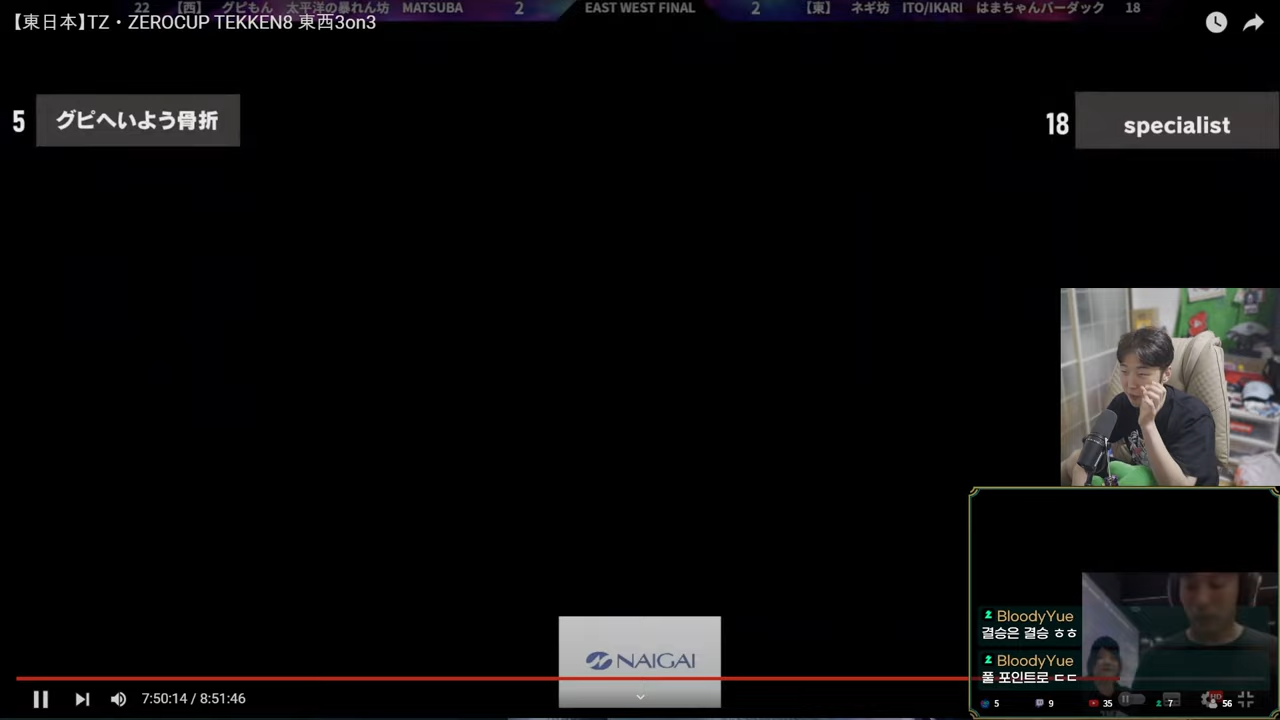 22 【西】 グピもん 太平洋の暴れん坊 MATSUBA 2 EAST WEST FINAL 2 【東】 ネギ坊 ITO/IKARI はまちゃんバーダック 18
【東日本】TZ・ZEROCUP TEKKEN8 東西3on3
5 グピへいよう骨折
18 specialist
NAIGAI
BloodyYue
결승은 결승 ㅎㅎ
BloodyYue
풀 포인트로 ㄷㄷ
7:50:14 / 8:51:46
5 9 35 7 56
HD